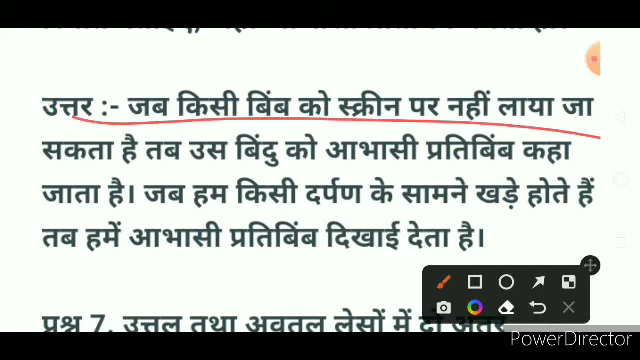 उत्तर :- जब किसी बिंब को स्क्रीन पर नहीं लाया जा
सकता है तब उस बिंदु को आभासी प्रतिबिंब कहा
जाता है। जब हम किसी दर्पण के सामने खड़े होते हैं
तब हमें आभासी प्रतिबिंब दिखाई देता है।
प्रश्न 7. उत्तल तथा अवतल लेंसों में दो अंतर
PowerDirector